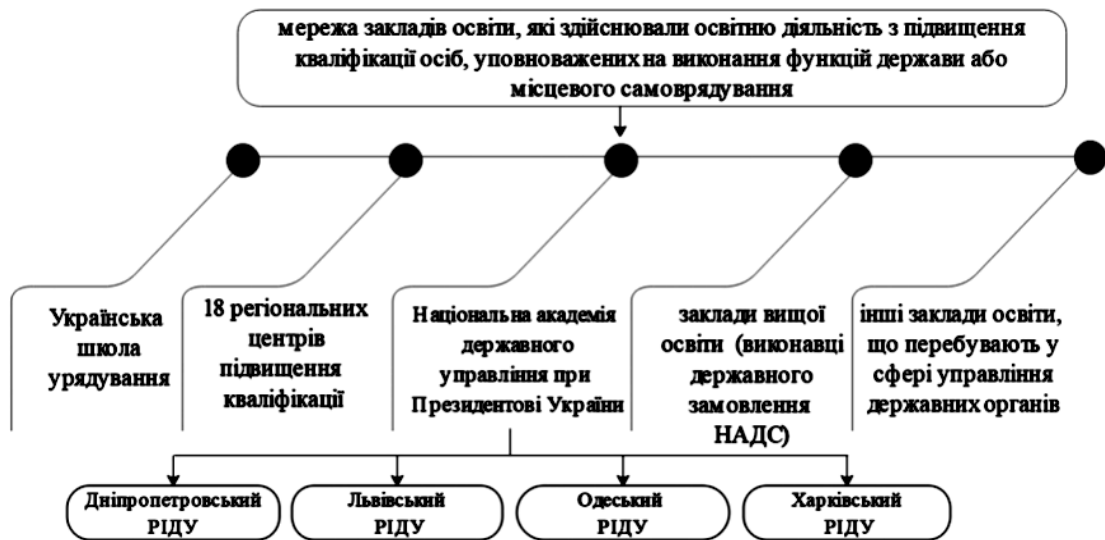 мережа закладів освіти, які здійснювали освітню діяльність з підвищення
кваліфікації осіб, уповноважених на виконання функцій держави або
місцевого самоврядування
Українська
школа
урядування
18 регіональних
центрів
підвищення
кваліфікації
Національна академія
державного
управління при
Президентові України
заклади вищої
освіти (виконавці
державного
замовлення
НАДС)
інші заклади освіти,
що перебувають у
сфері управління
державних органів
Дніпропетровський
РІДУ
Львівський
РІДУ
Одеський
РІДУ
Харківський
РІДУ